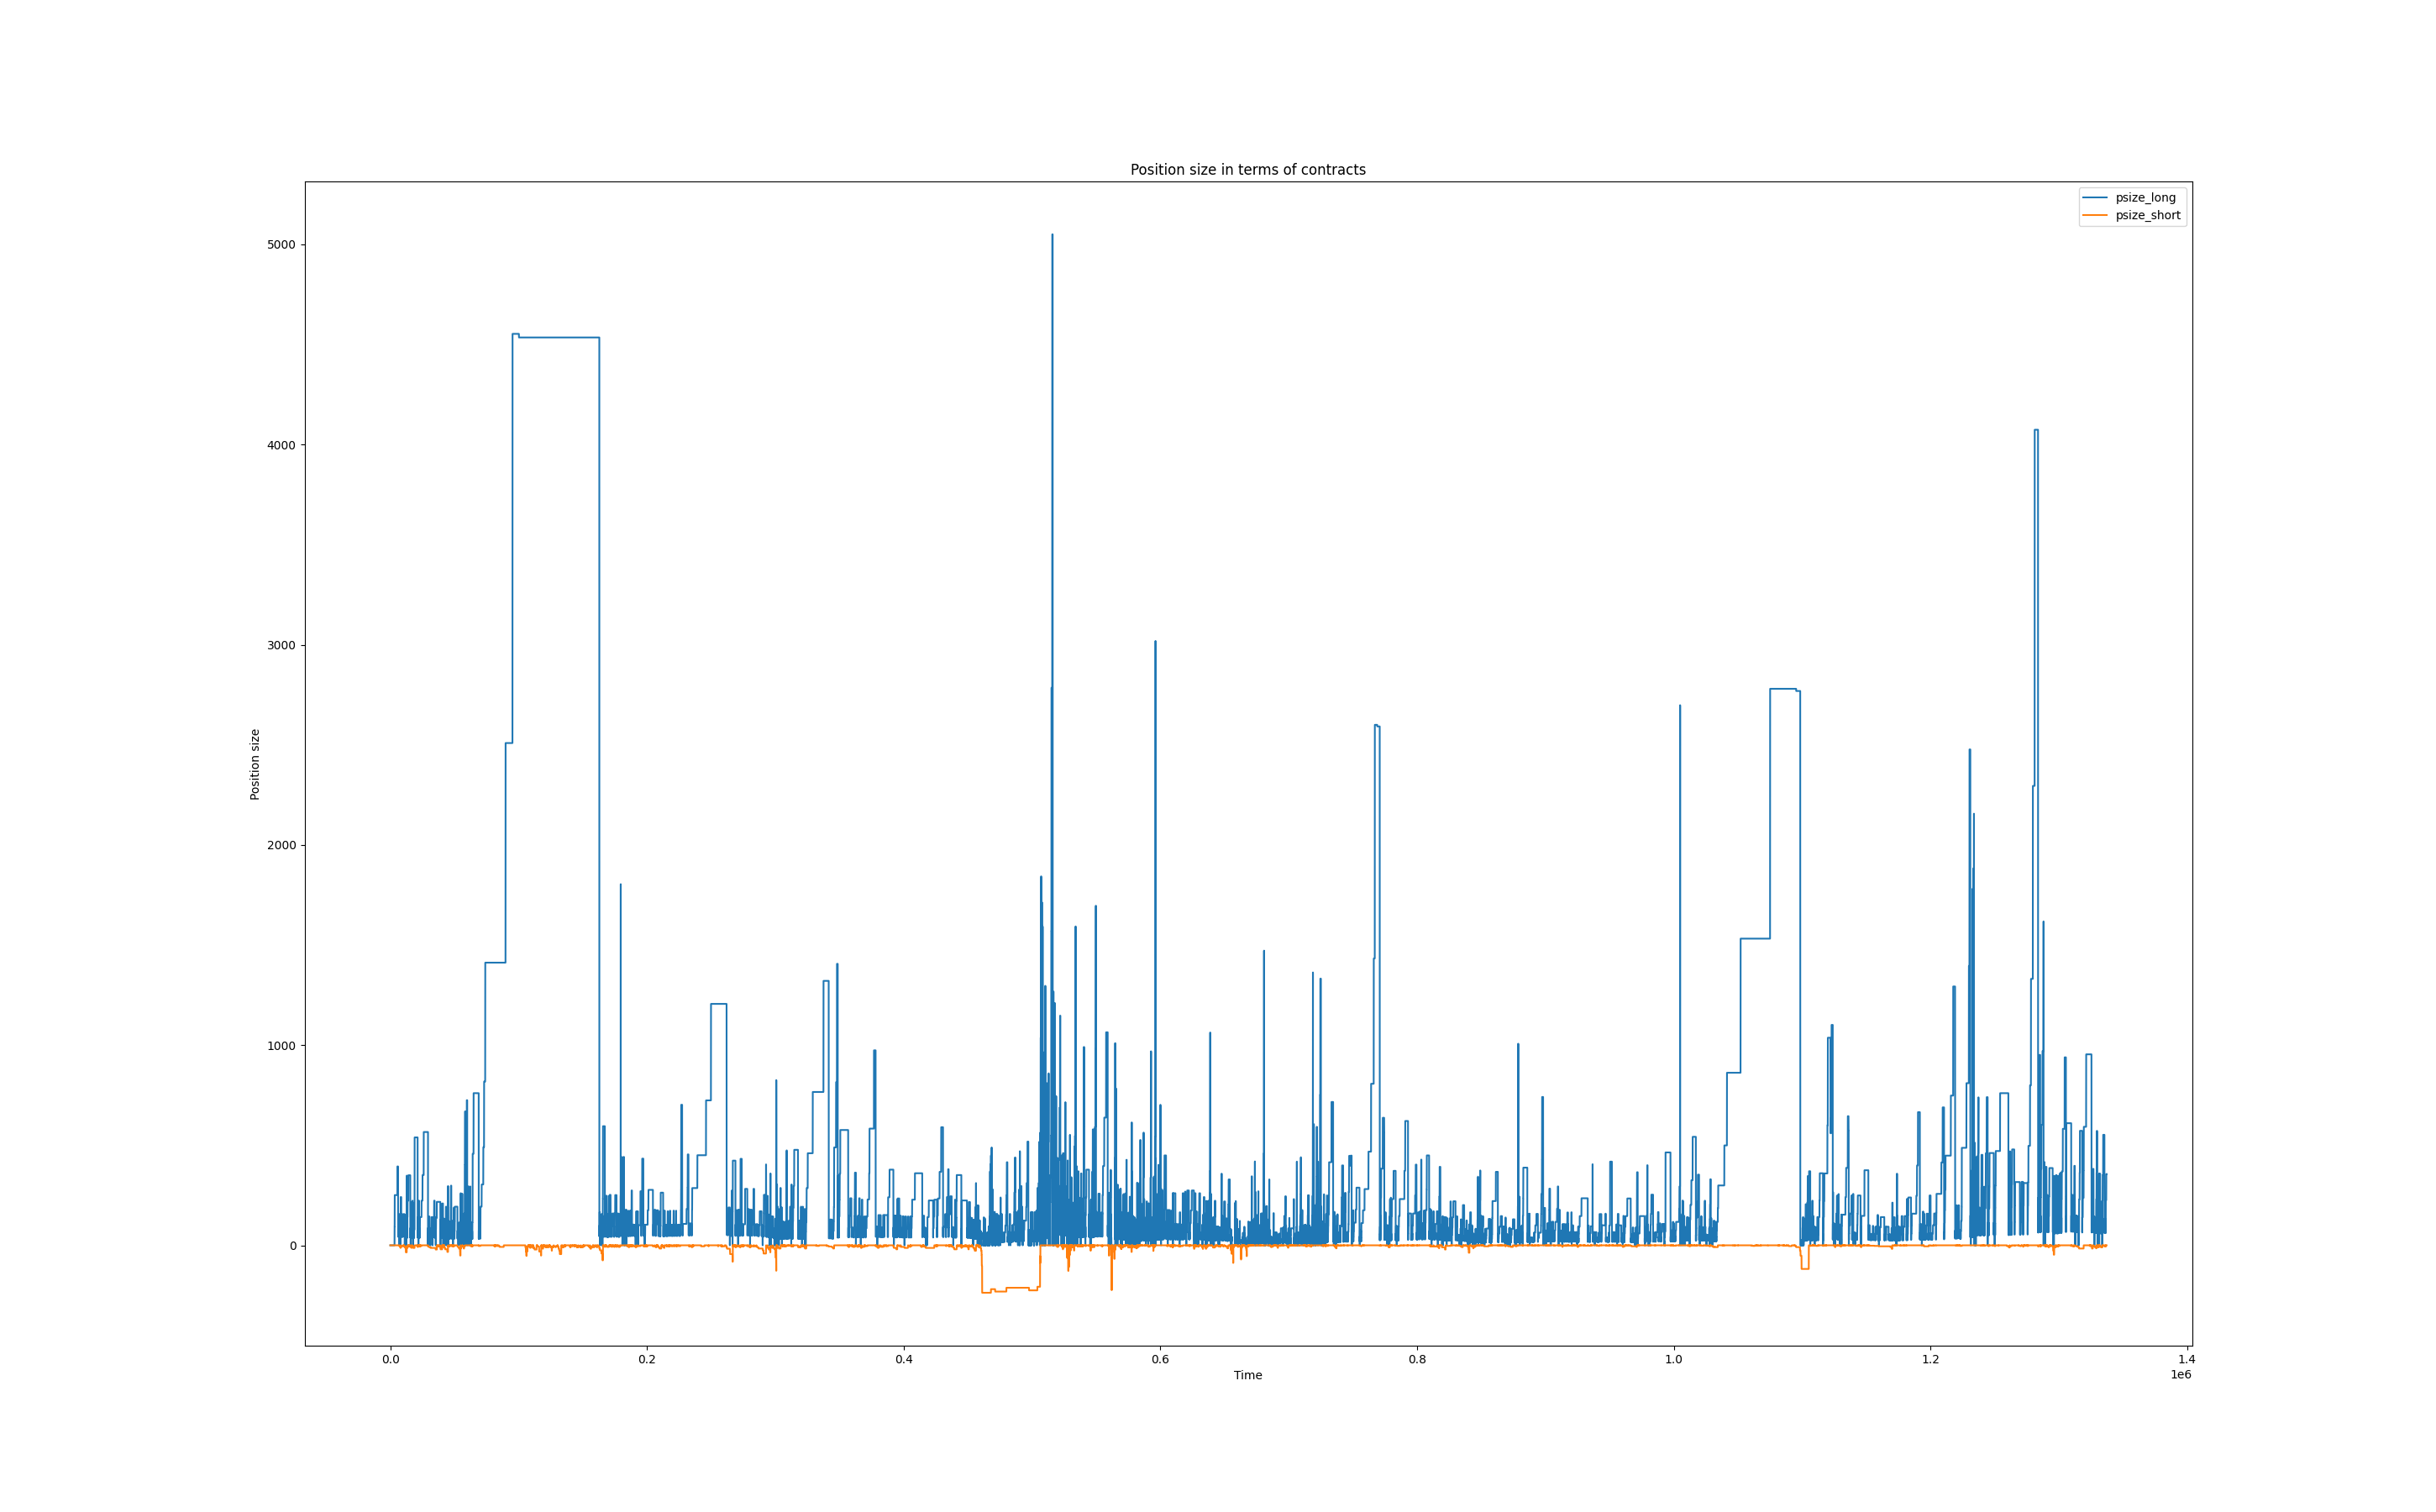 Position size in terms of contracts
psize_long
psize_short
5000
4000
3000
2000
1000
0
Position size
0.0 0.2 0.4 0.6 0.8 1.0 1.2 1.4
1e6
Time